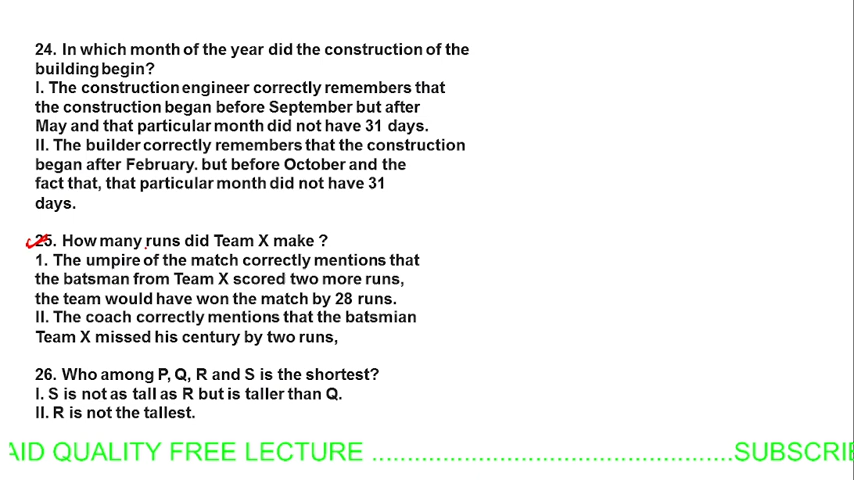 24. In which month of the year did the construction of the
building begin?
I. The construction engineer correctly remembers that
the construction began before September but after
May and that particular month did not have 31 days.
II. The builder correctly remembers that the construction
began after February. but before October and the
fact that, that particular month did not have 31
days.
25. How many runs did Team X make ?
1. The umpire of the match correctly mentions that
the batsman from Team X scored two more runs,
the team would have won the match by 28 runs.
II. The coach correctly mentions that the batsmian
Team X missed his century by two runs,
26. Who among P, Q, R and S is the shortest?
I. S is not as tall as R but is taller than Q.
II. R is not the tallest.
AID QUALITY FREE LECTURE ......................................................SUBSCRIE